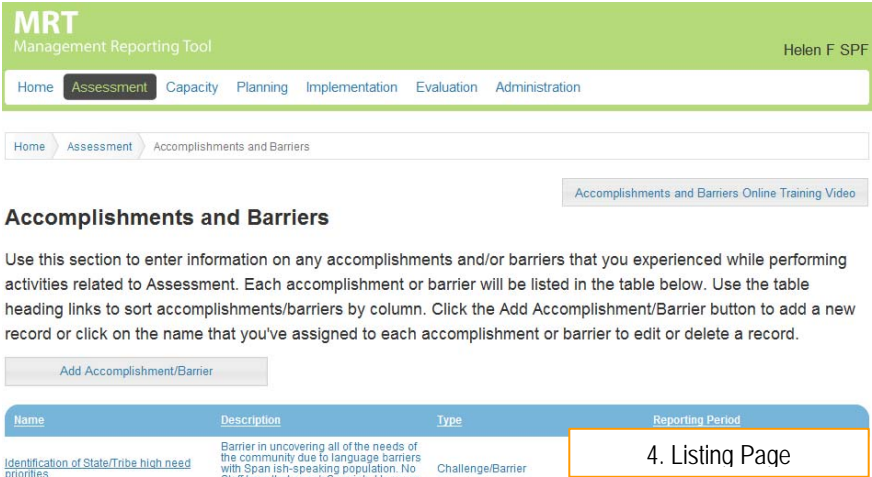 MRT
Management Reporting Tool
Helen F SPF
Home Assessment Capacity Planning Implementation Evaluation Administration
Home Assessment Accomplishments and Barriers
Accomplishments and Barriers Online Training Video
Accomplishments and Barriers
Use this section to enter information on any accomplishments and/or barriers that you experienced while performing
activities related to Assessment. Each accomplishment or barrier will be listed in the table below. Use the table
heading links to sort accomplishments/barriers by column. Click the Add Accomplishment/Barrier button to add a new
record or click on the name that you've assigned to each accomplishment or barrier to edit or delete a record.
Add Accomplishment/Barrier
Name Description Type Reporting Period
Identification of State/Tribe high need
priorities
Barrier in uncovering all of the needs of
the community due to language barriers
with Span ish-speaking population. No
Challenge/Barrier
4. Listing Page